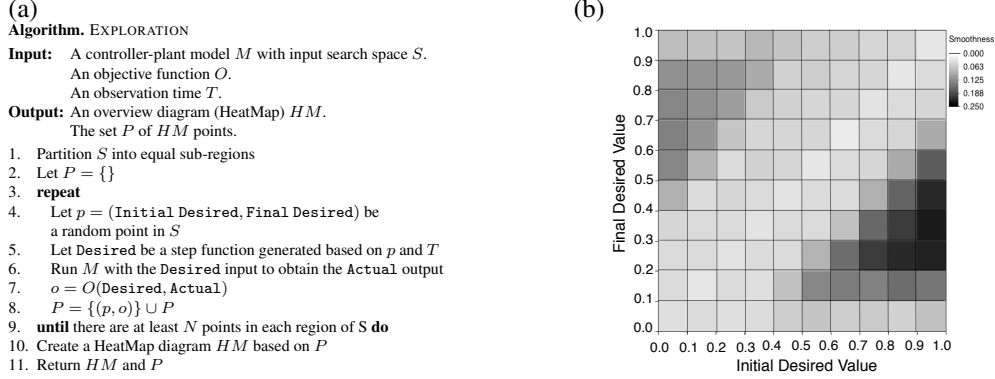 (a)
Algorithm. EXPLORATION
Input: A controller-plant model M with input search space S.
An objective function O.
An observation time T.
Output: An overview diagram (HeatMap) HM.
The set P of HM points.
1. Partition S into equal sub-regions
2. Let P = {}
3. repeat
4. Let p = (Initial Desired, Final Desired) be
a random point in S
5. Let Desired be a step function generated based on p and T
6. Run M with the Desired input to obtain the Actual output
7. o = O(Desired, Actual)
8. P = {(p, o)} ∪ P
9. until there are at least N points in each region of S do
10. Create a HeatMap diagram HM based on P
11. Return HM and P
(b)
Smoothness
0.000
0.063
0.125
0.188
0.250
Final Desired Value
1.0
0.9
0.8
0.7
0.6
0.5
0.4
0.3
0.2
0.1
0.0
0.0 0.1 0.2 0.3 0.4 0.5 0.6 0.7 0.8 0.9 1.0
Initial Desired Value